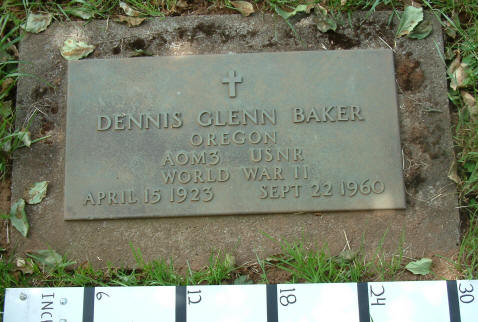 DENNIS GLENN BAKER
OREGON
AOM3 USNR
WORLD WAR II
APRIL 15 1923 SEPT 22 1960
INCH 6 12 18 24 30